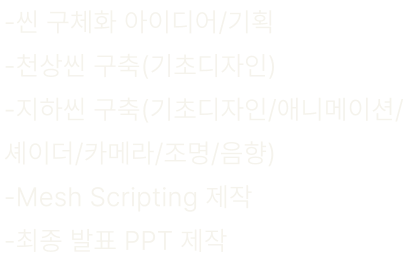 -씬 구체화 아이디어/기획
-천상씬 구축(기초디자인)
-지하씬 구축(기초디자인/애니메이션/
셰이더/카메라/조명/음향)
-Mesh Scripting 제작
-최종 발표 PPT 제작